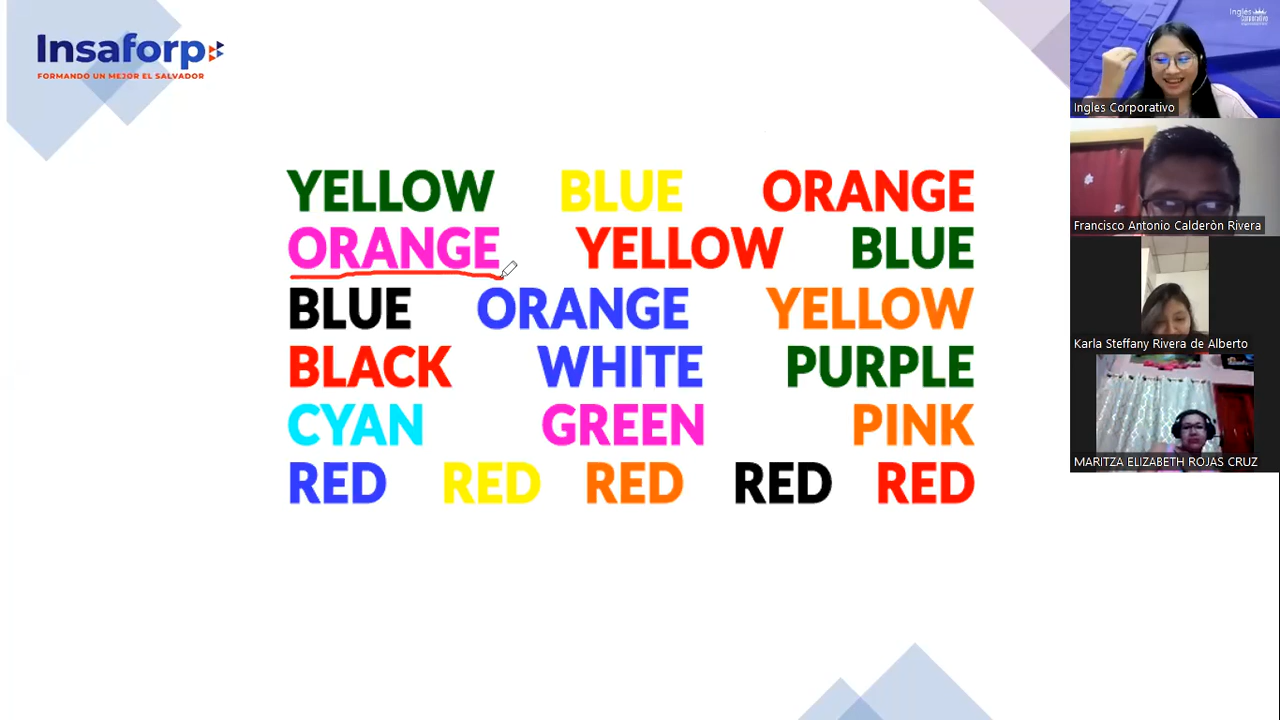 Insaforp
FORMANDO UN MEJOR EL SALVADOR
YELLOW BLUE ORANGE
ORANGE YELLOW BLUE
BLUE ORANGE YELLOW
BLACK WHITE PURPLE
CYAN GREEN PINK
RED RED RED RED RED
Inglés
Corporativo
Ingles Corporativo
Francisco Antonio Calderòn Rivera
Karla Steffany Rivera de Alberto
MARITZA ELIZABETH ROJAS CRUZ